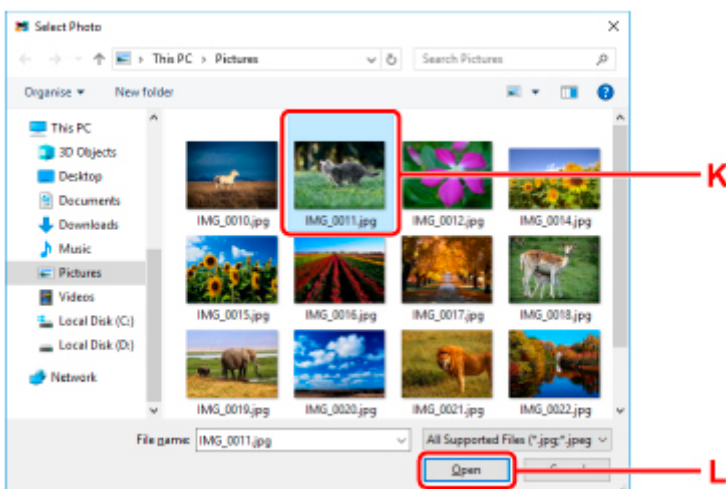 Select Photo
This PC > Pictures
Search Pictures
Organise
New folder
This PC
3D Objects
Desktop
Documents
Downloads
Music
Pictures
Videos
Local Disk (C:)
Local Disk (D:)
Network
K
IMG_0010.jpg IMG_0011.jpg IMG_0012.jpg IMG_0014.jpg
IMG_0015.jpg IMG_0016.jpg IMG_0017.jpg IMG_0018.jpg
IMG_0019.jpg IMG_0020.jpg IMG_0021.jpg IMG_0022.jpg
File name: IMG_0011.jpg All Supported Files (*.jpg;*.jpeg
Open
L